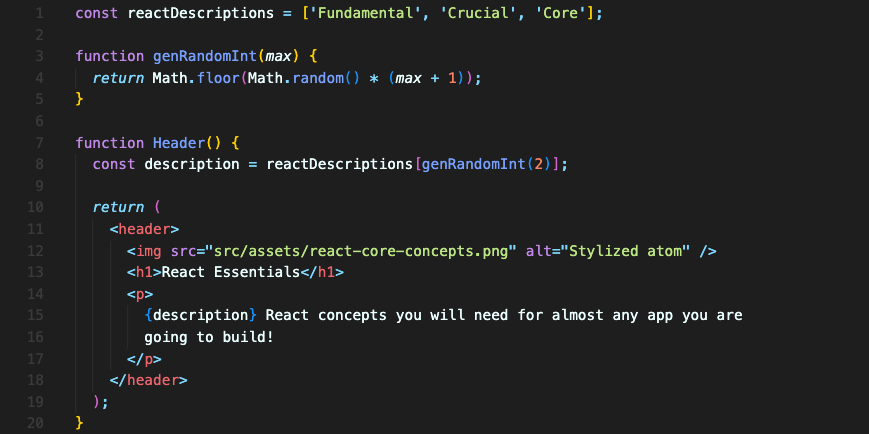 1 const reactDescriptions = ['Fundamental', 'Crucial', 'Core'];
2
3 function genRandomInt(max) {
4   return Math.floor(Math.random() * (max + 1));
5 }
6
7 function Header() {
8   const description = reactDescriptions[genRandomInt(2)];
9
10   return (
11     <header>
12       <img src="src/assets/react-core-concepts.png" alt="Stylized atom" />
13       <h1>React Essentials</h1>
14       <p>
15         {description} React concepts you will need for almost any app you are
16         going to build!
17       </p>
18     </header>
19   );
20 }